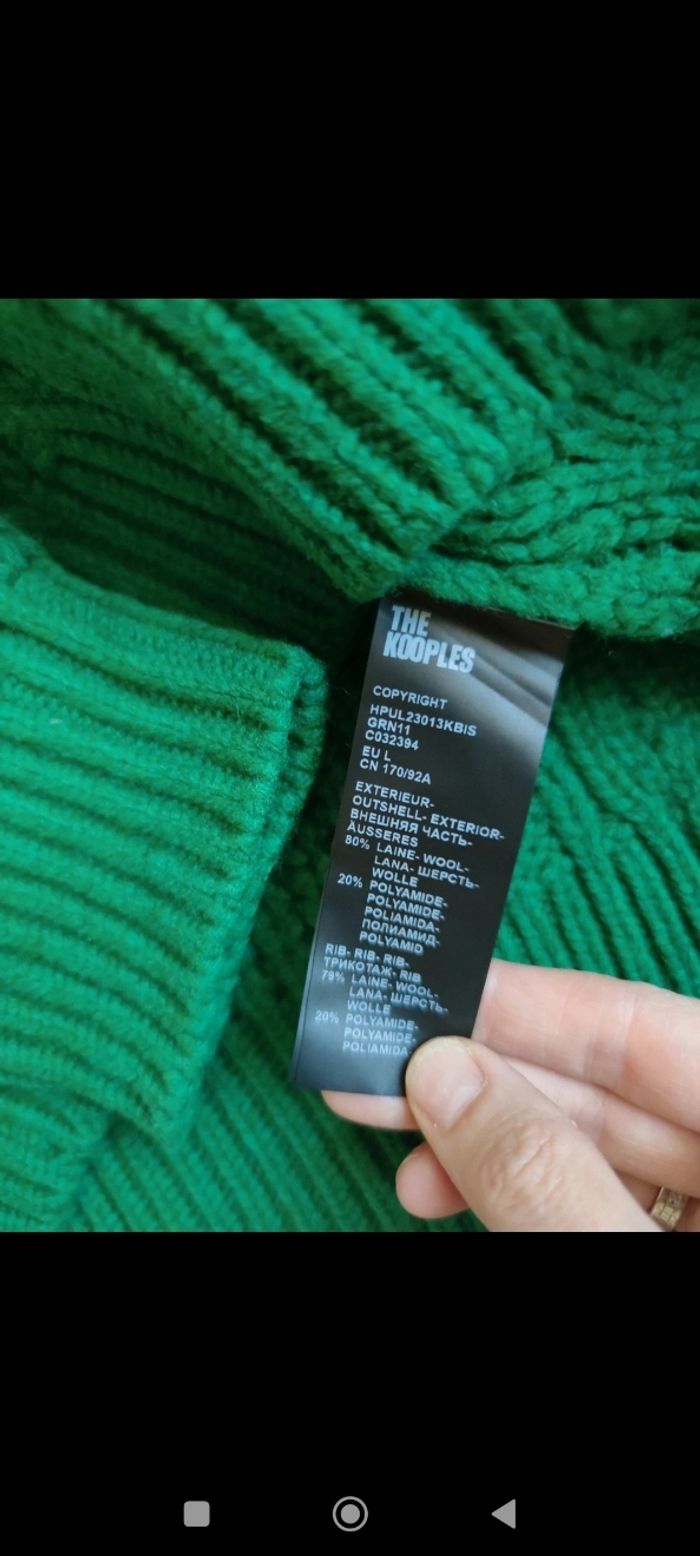 THE
KOOPLES
COPYRIGHT
HPUL23013KBIS
GRN11
C032394
EU L
CN 170/92A
EXTERIEUR-
OUTSHELL- EXTERIOR-
ВНЕШНЯЯ ЧАСТЬ-
ÄUSSERES
80% LAINE- WOOL-
LANA- ШЕРСТЬ-
WOLLE
20% POLYAMIDE-
POLYAMIDE-
POLIAMIDA-
ПОЛИАМИД-
POLYAMID
RIB- RIB- RIB-
ТРИКОТАЖ- RIB
79% LAINE- WOOL-
LANA- ШЕРСТЬ-
WOLLE
20% POLYAMIDE-
POLYAMIDE-
POLIAMIDA-